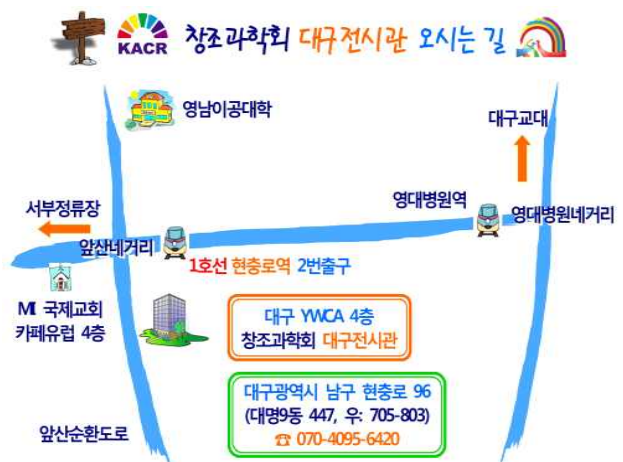 KACR 창조과학회 대구전시관 오시는 길
영남이공대학
대구교대
서부정류장
영대병원역
영대병원네거리
앞산네거리
1호선 현충로역 2번출구
MI 국제교회
카페유럽 4층
대구 YWCA 4층
창조과학회 대구전시관
대구광역시 남구 현충로 96
(대명9동 447, 우: 705-803)
☎ 070-4095-6420
앞산순환도로